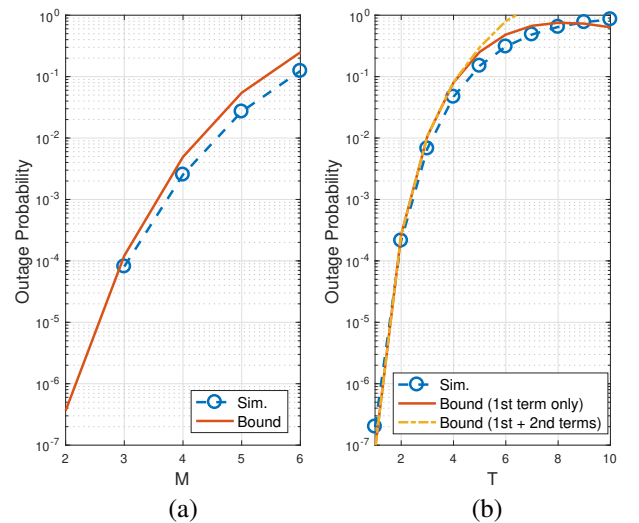 10^0
10^-1
10^-2
10^-3
10^-4
10^-5
10^-6
10^-7
Outage Probability
2 3 4 5 6
M
Sim.
Bound
(a)
10^0
10^-1
10^-2
10^-3
10^-4
10^-5
10^-6
10^-7
Outage Probability
2 4 6 8 10
T
Sim.
Bound (1st term only)
Bound (1st + 2nd terms)
(b)